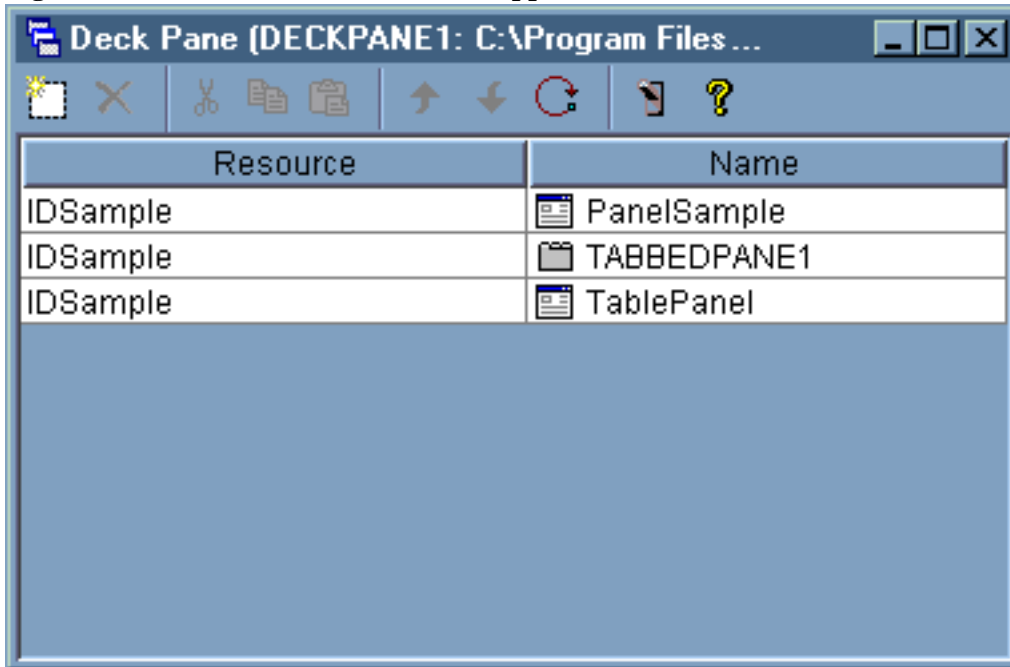 Deck Pane (DECKPANE1: C:\Program Files ...
Resource Name
IDSample PanelSample
IDSample TABBEDPANE1
IDSample TablePanel